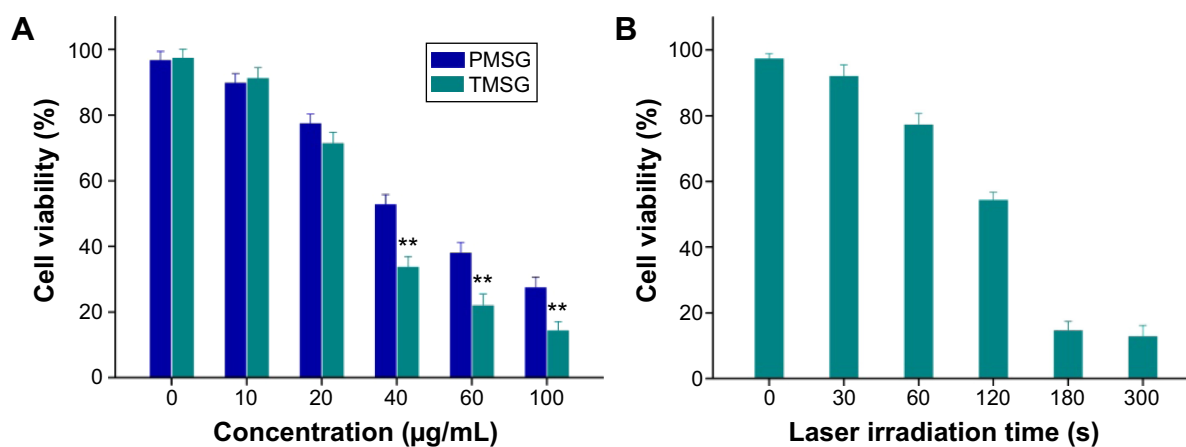 A
Cell viability (%)
100
80
60
40
20
0
PMSG
TMSG
**
**
**
0 10 20 40 60 100
Concentration (µg/mL)
B
Cell viability (%)
100
80
60
40
20
0
0 30 60 120 180 300
Laser irradiation time (s)